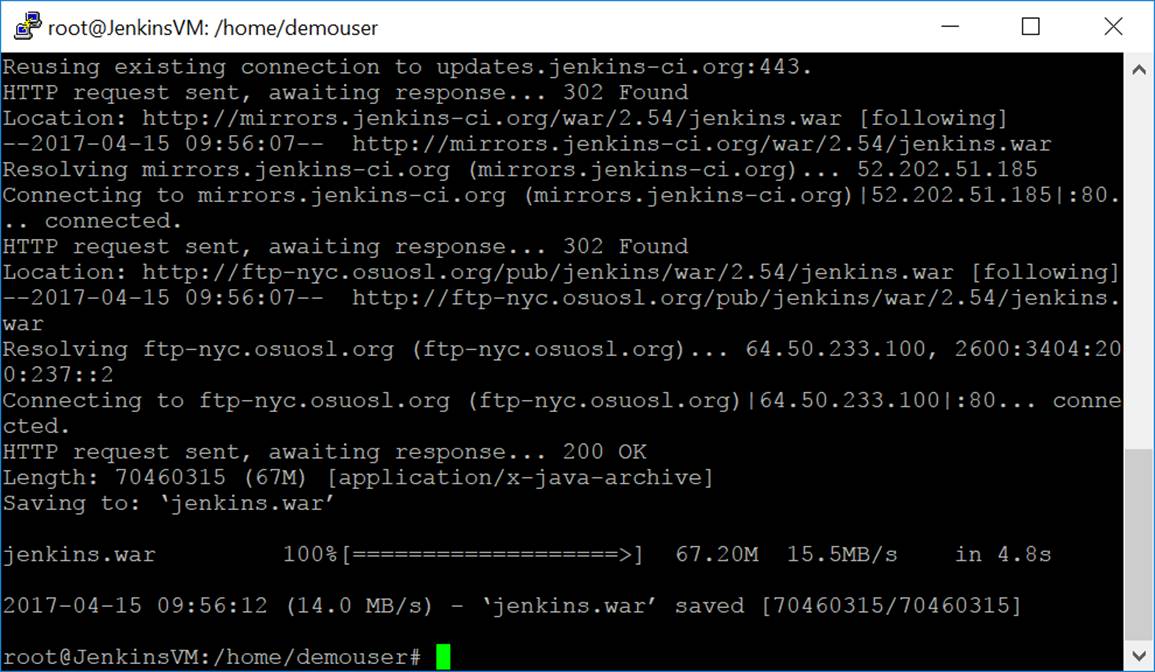 root@JenkinsVM: /home/demouser
Reusing existing connection to updates.jenkins-ci.org:443.
HTTP request sent, awaiting response... 302 Found
Location: http://mirrors.jenkins-ci.org/war/2.54/jenkins.war [following]
--2017-04-15 09:56:07--  http://mirrors.jenkins-ci.org/war/2.54/jenkins.war
Resolving mirrors.jenkins-ci.org (mirrors.jenkins-ci.org)... 52.202.51.185
Connecting to mirrors.jenkins-ci.org (mirrors.jenkins-ci.org)|52.202.51.185|:80.
.. connected.
HTTP request sent, awaiting response... 302 Found
Location: http://ftp-nyc.osuosl.org/pub/jenkins/war/2.54/jenkins.war [following]
--2017-04-15 09:56:07--  http://ftp-nyc.osuosl.org/pub/jenkins/war/2.54/jenkins.
war
Resolving ftp-nyc.osuosl.org (ftp-nyc.osuosl.org)... 64.50.233.100, 2600:3404:20
0:237::2
Connecting to ftp-nyc.osuosl.org (ftp-nyc.osuosl.org)|64.50.233.100|:80... conne
cted.
HTTP request sent, awaiting response... 200 OK
Length: 70460315 (67M) [application/x-java-archive]
Saving to: ‘jenkins.war’
jenkins.war         100%[===================>]  67.20M  15.5MB/s    in 4.8s
2017-04-15 09:56:12 (14.0 MB/s) - ‘jenkins.war’ saved [70460315/70460315]
root@JenkinsVM:/home/demouser#